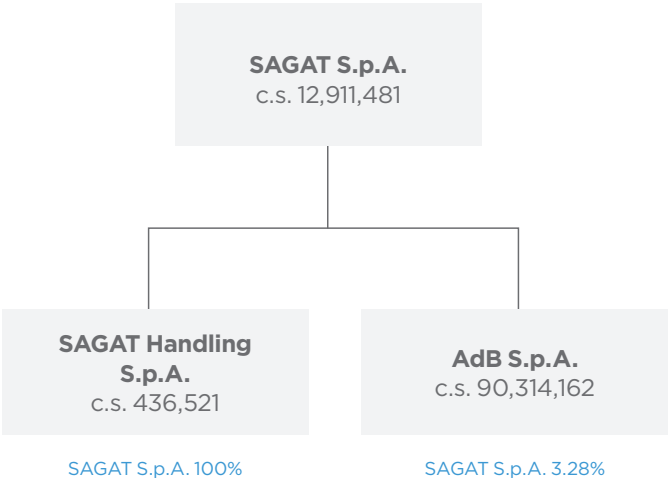 SAGAT S.p.A.
c.s. 12,911,481
SAGAT Handling
S.p.A.
c.s. 436,521
SAGAT S.p.A. 100%
AdB S.p.A.
c.s. 90,314,162
SAGAT S.p.A. 3.28%